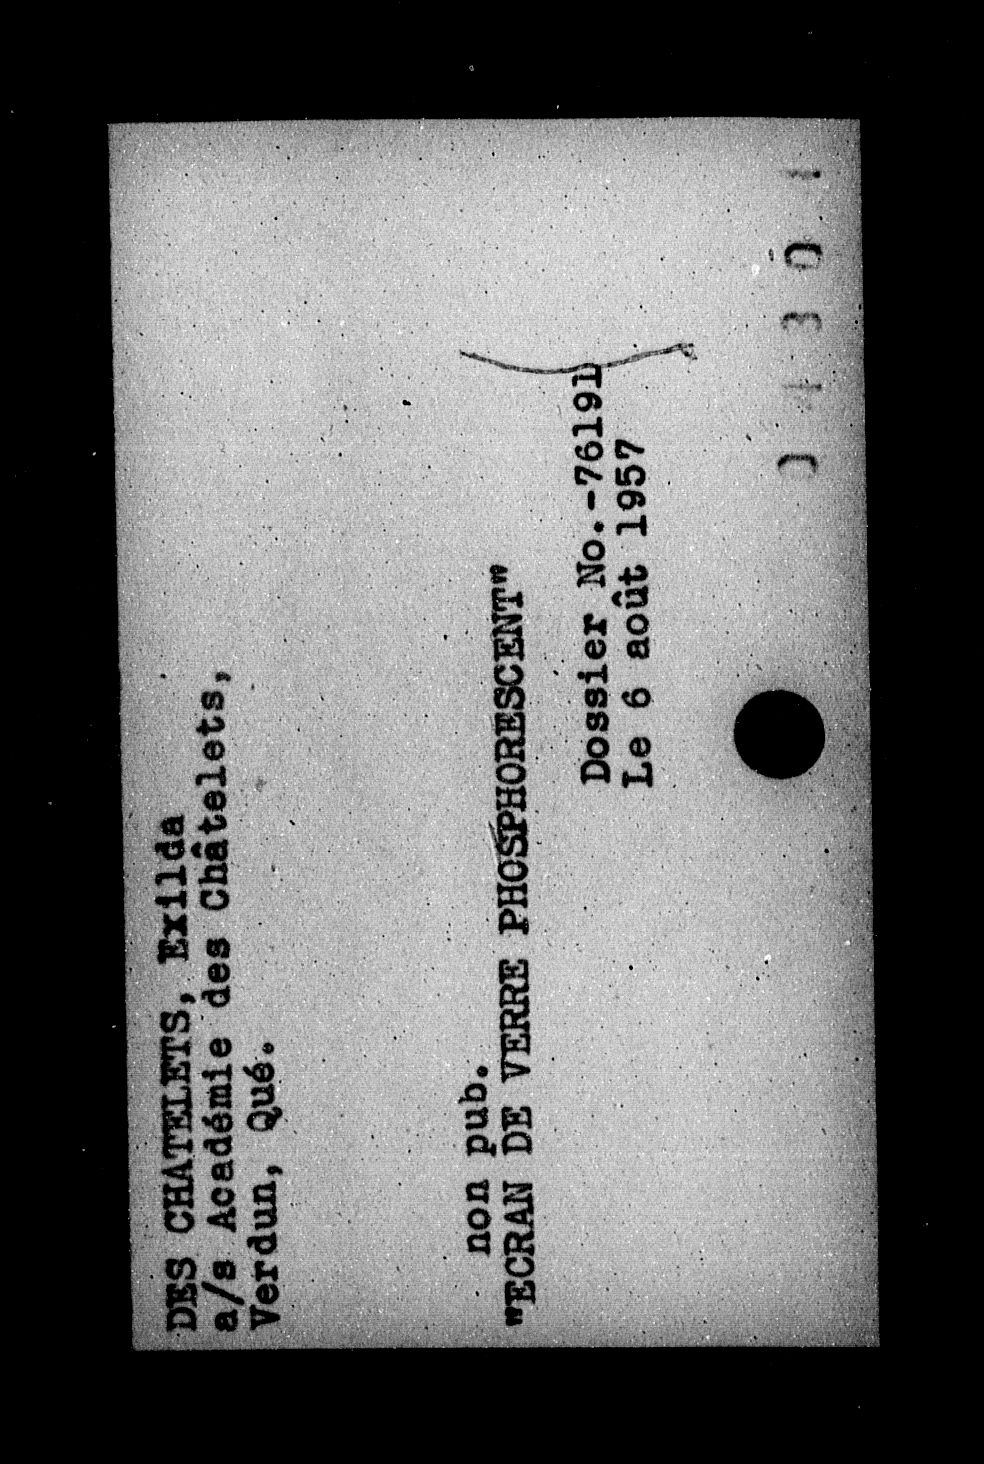 DES CHATELETS, Exilda
a/s Académie des Châtelets,
Verdun, Qué.
non pub.
"ECRAN DE VERRE PHOSPHORESCENT"
Dossier No.-76191
Le 6 août 1957